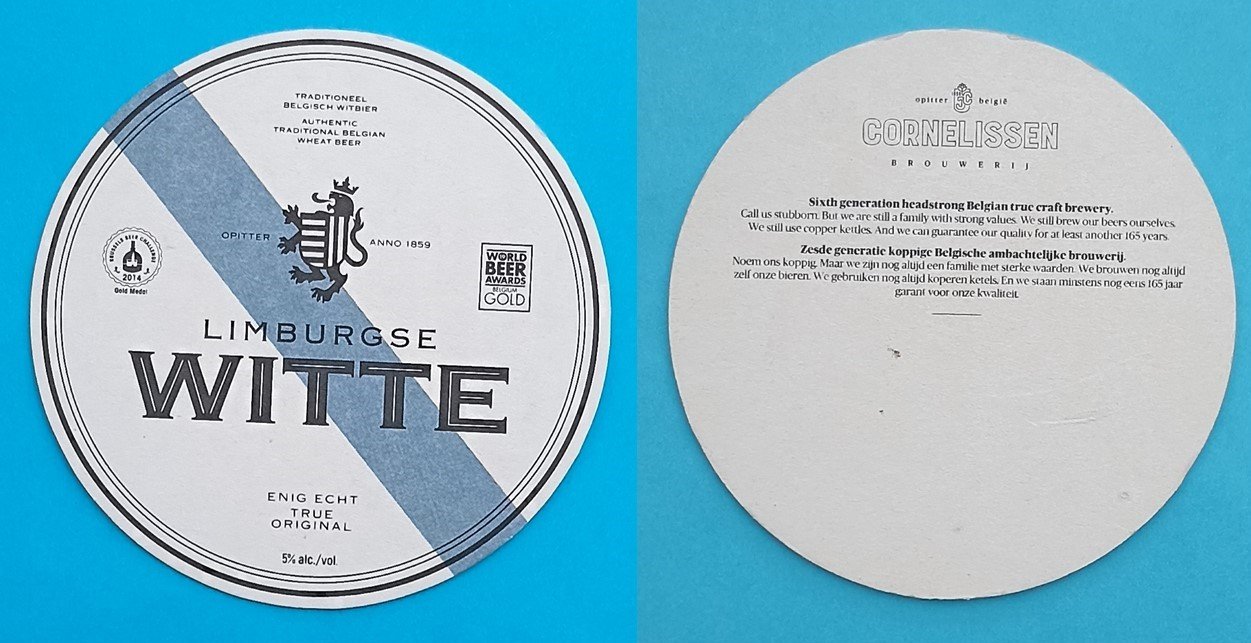 TRADITIONEEL
BELGISCH WITBIER
AUTHENTIC
TRADITIONAL BELGIAN
WHEAT BEER
OPITTER
ANNO 1859
BRUSSELS BEER CHALLENGE
2014
Gold Medal
WORLD
BEER
AWARDS
BELGIUM
GOLD
LIMBURGSE
WITTE
ENIG ECHT
TRUE
ORIGINAL
5% alc./vol.
opitter belgië
CORNELISSEN
BROUWERIJ
Sixth generation headstrong Belgian true craft brewery.
Call us stubborn. But we are still a family with strong values. We still brew our beers ourselves.
We still use copper kettles. And we can guarantee our quality for at least another 165 years.
Zesde generatie koppige Belgische ambachtelijke brouwerij.
Noem ons koppig. Maar we zijn nog altijd een familie met sterke waarden. We brouwen nog altijd
zelf onze bieren. We gebruiken nog altijd koperen ketels. En we staan minstens nog eens 165 jaar
garant voor onze kwaliteit.